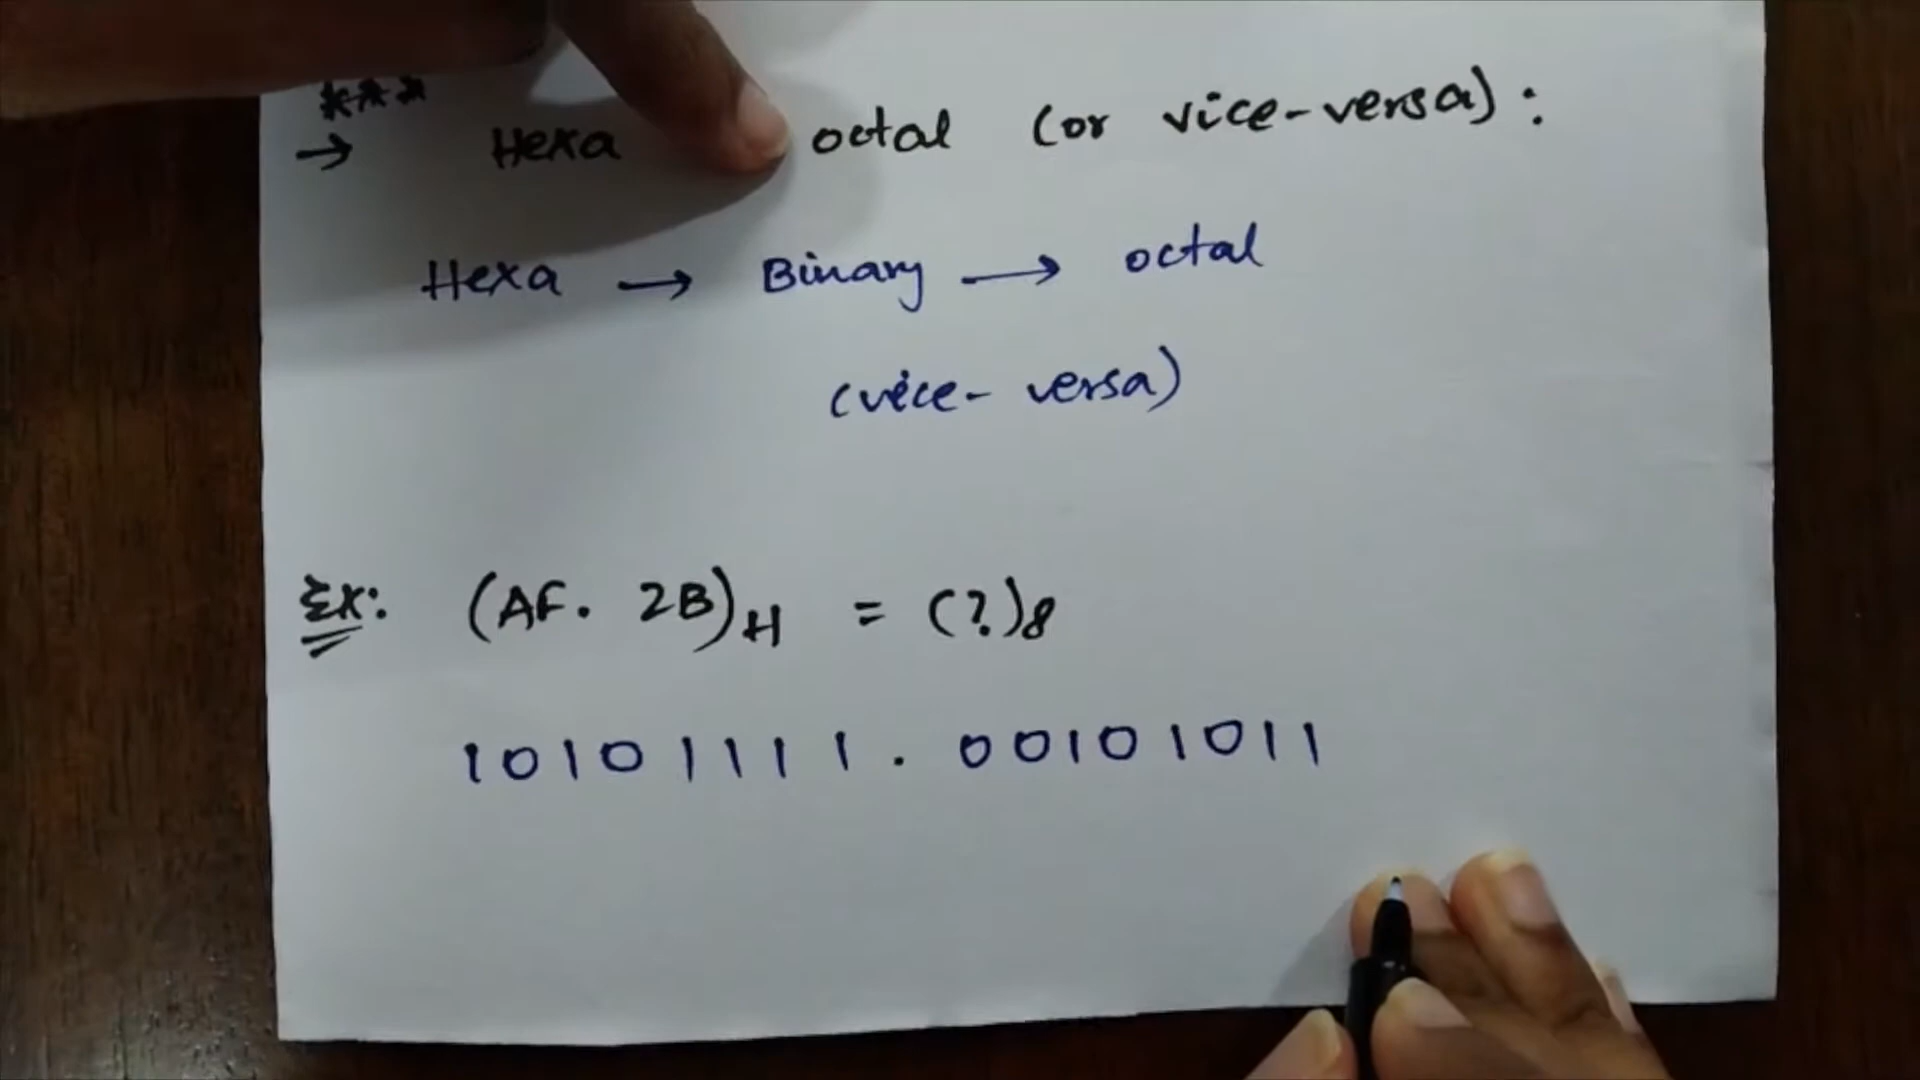 ***
→ Hexa octal (or vice-versa):
Hexa → Binary → octal
(vice-versa)
Ex: (AF. 2B)H = (?)8
10101111.00101011